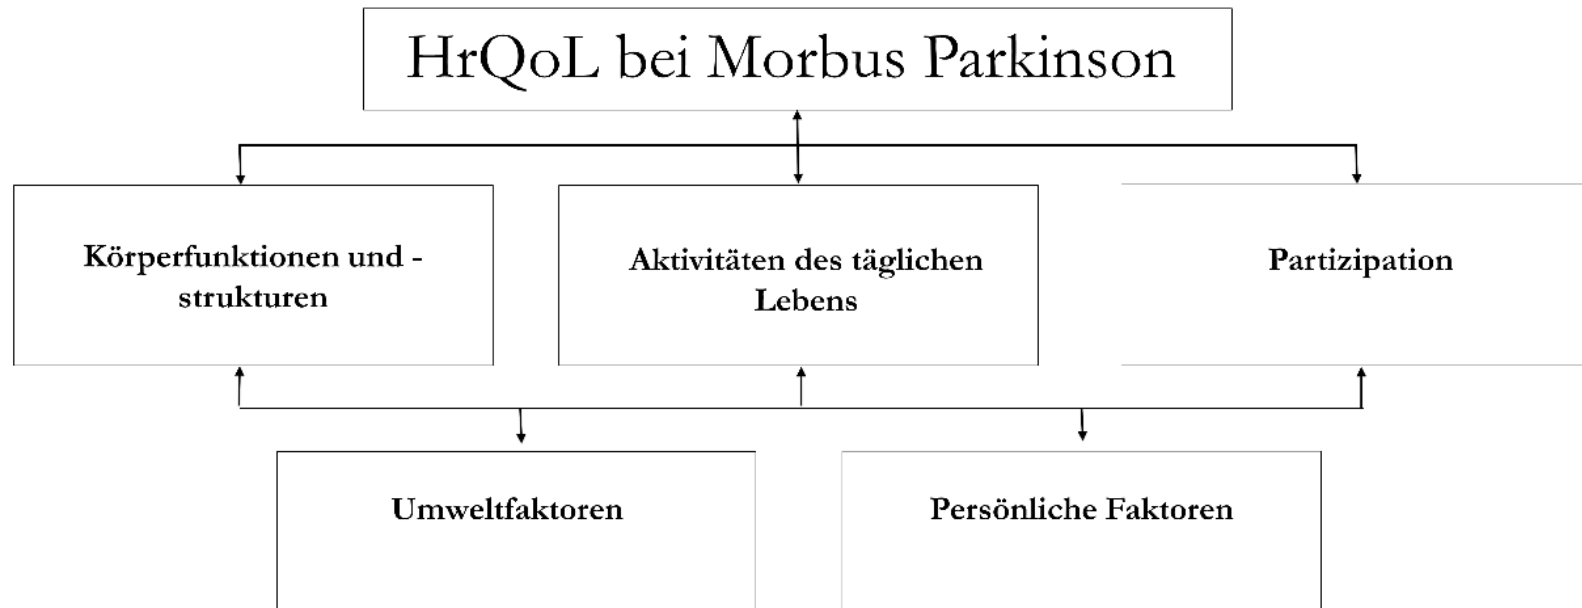 HrQoL bei Morbus Parkinson
Körperfunktionen und -
strukturen
Aktivitäten des täglichen
Lebens
Partizipation
Umweltfaktoren
Persönliche Faktoren